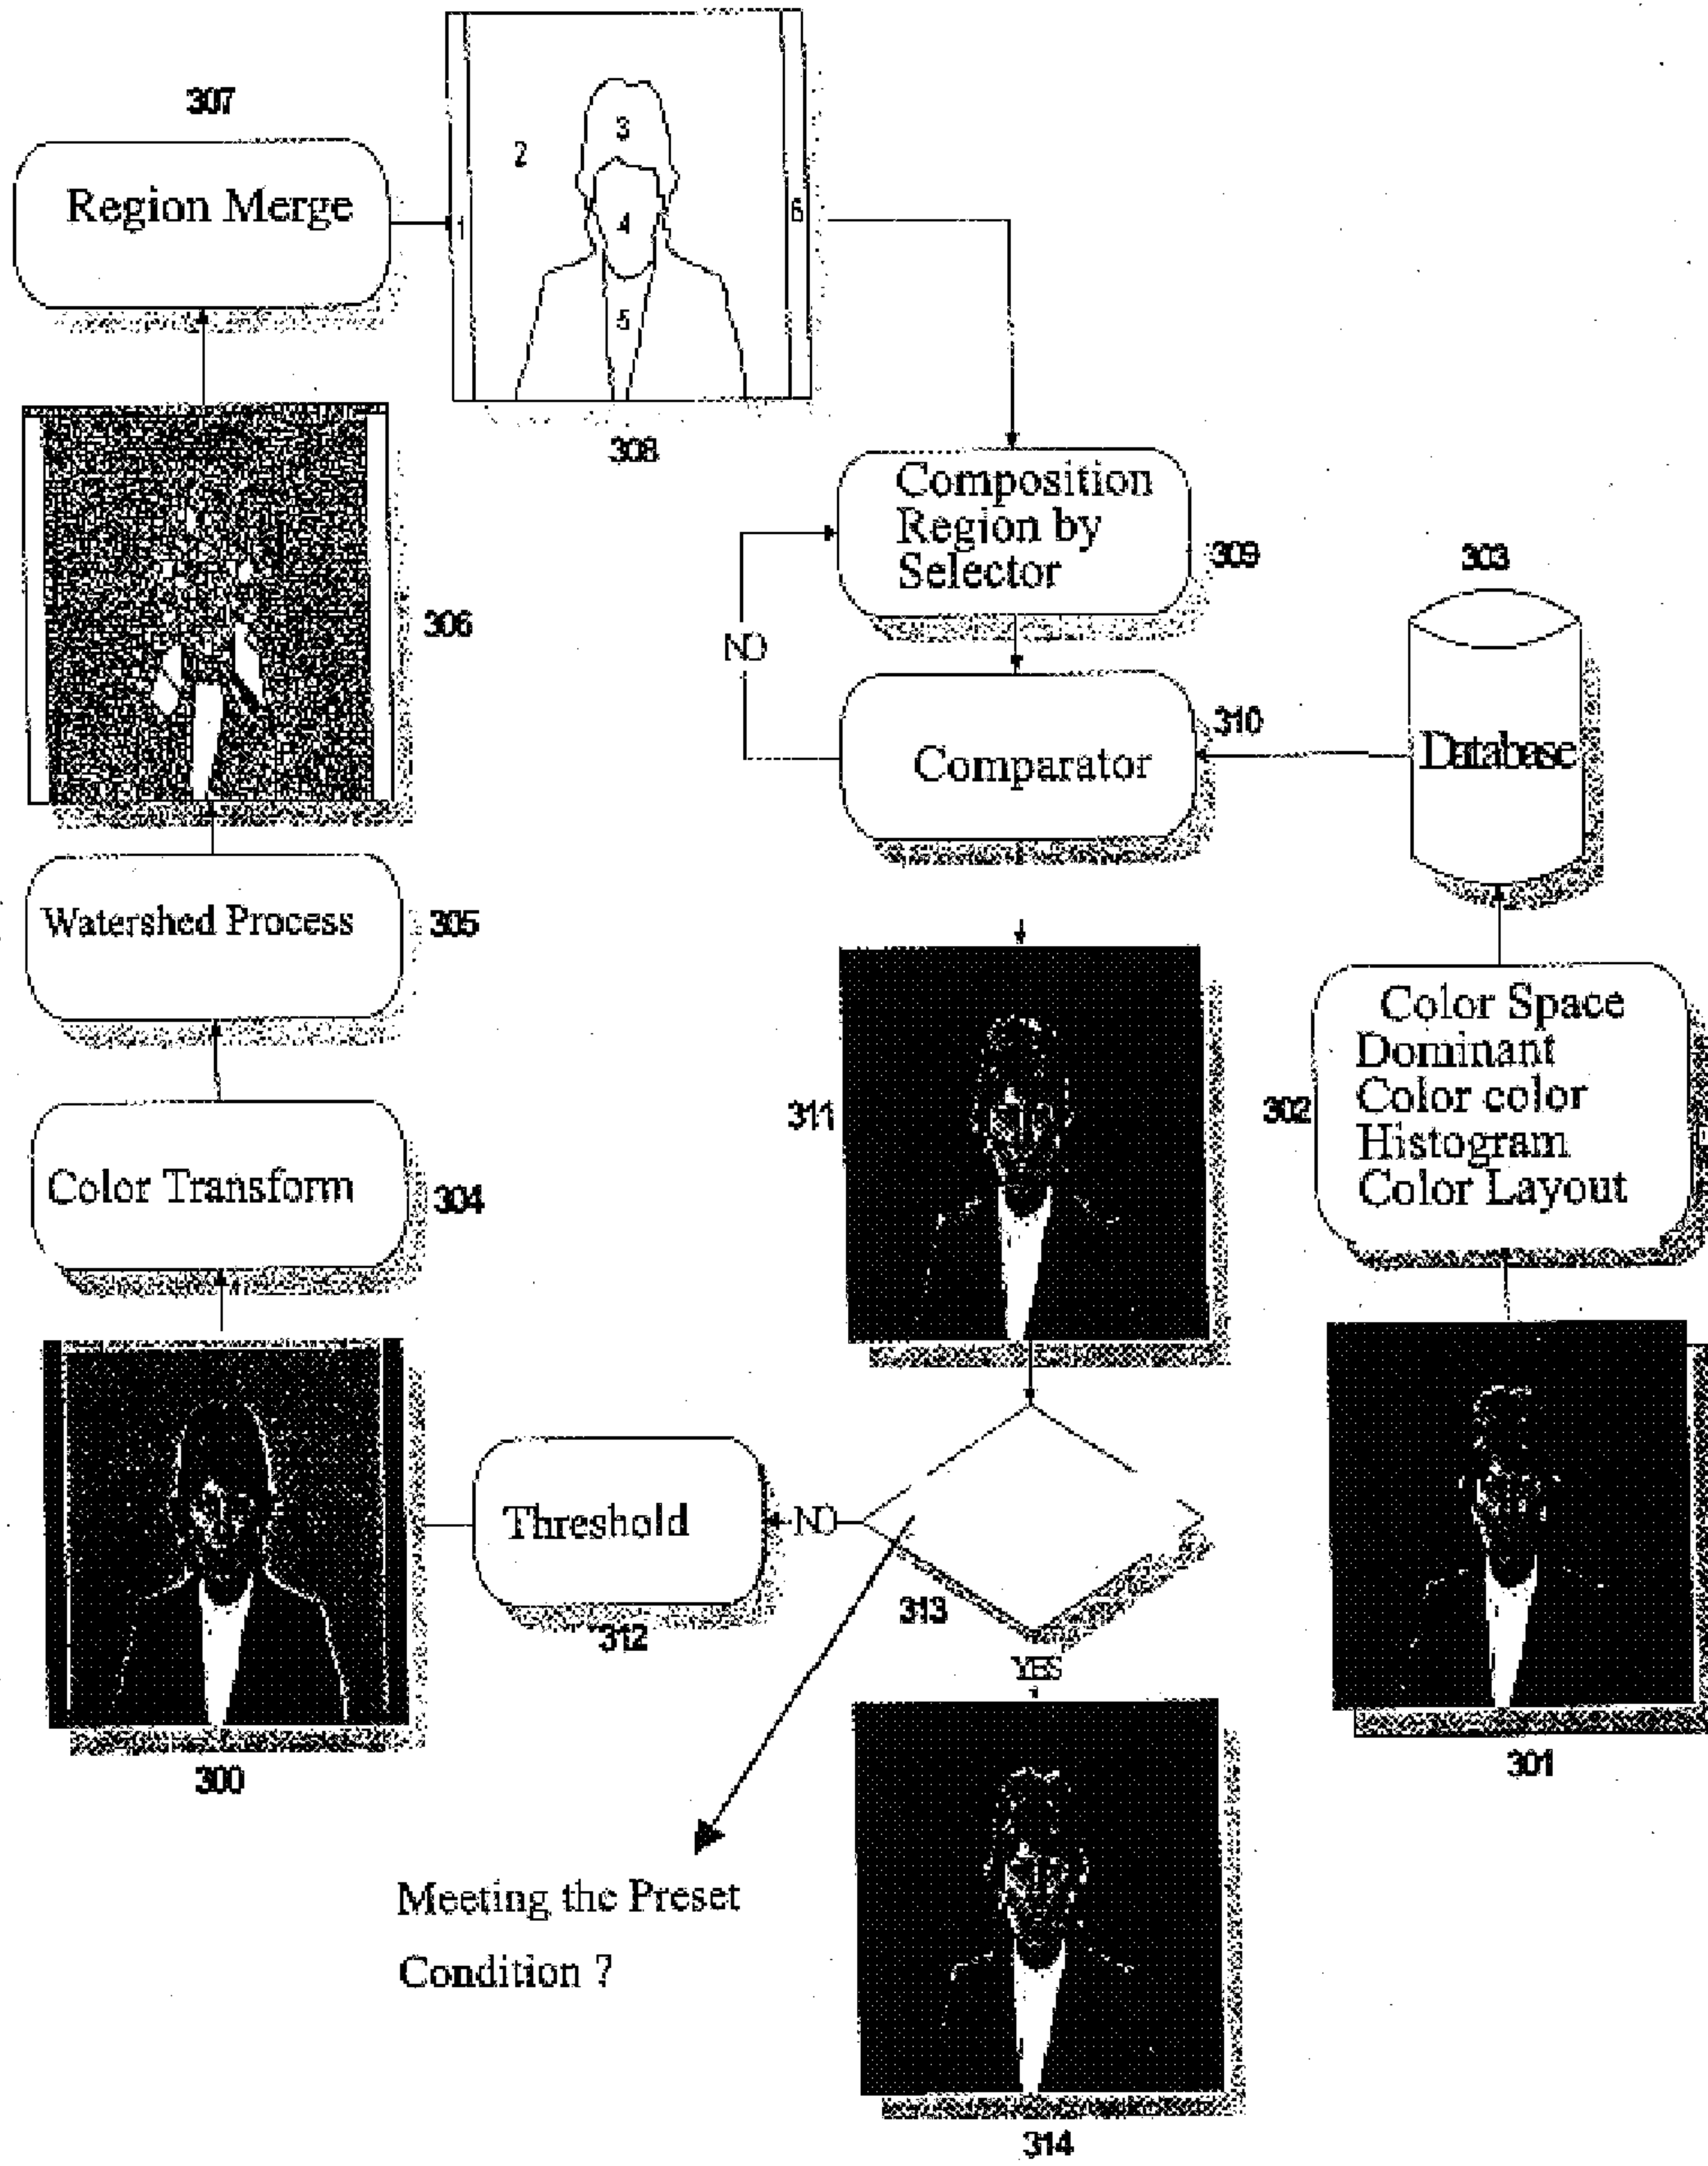 307
Region Merge
1
2
3
4
5
6
308
306
Watershed Process
305
Color Transform
304
300
Composition
Region by
Selector
309
NO
Comparator
310
303
Database
Color Space
Dominant
Color color
Histogram
Color Layout
302
301
311
Threshold
312
NO
313
YES
Meeting the Preset
Condition ?
314